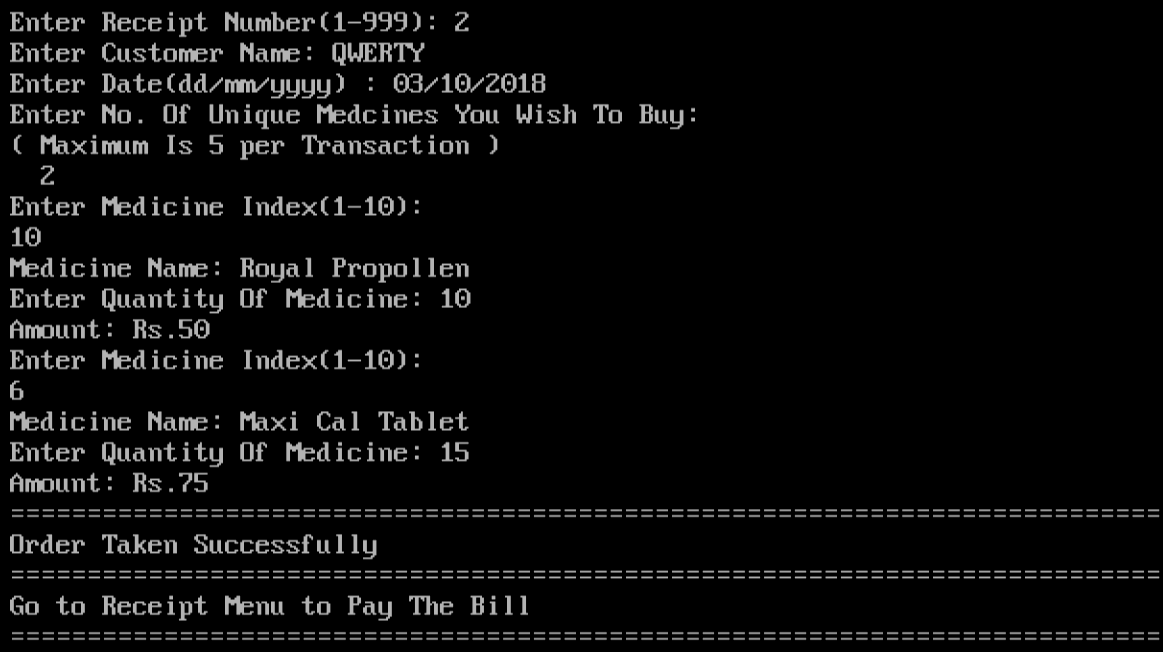 Enter Receipt Number(1-999): 2
Enter Customer Name: QWERTY
Enter Date(dd/mm/yyyy) : 03/10/2018
Enter No. Of Unique Medcines You Wish To Buy:
( Maximum Is 5 per Transaction )
2
Enter Medicine Index(1-10):
10
Medicine Name: Royal Propollen
Enter Quantity Of Medicine: 10
Amount: Rs.50
Enter Medicine Index(1-10):
6
Medicine Name: Maxi Cal Tablet
Enter Quantity Of Medicine: 15
Amount: Rs.75
===========================================================================
Order Taken Successfully
===========================================================================
Go to Receipt Menu to Pay The Bill
===========================================================================